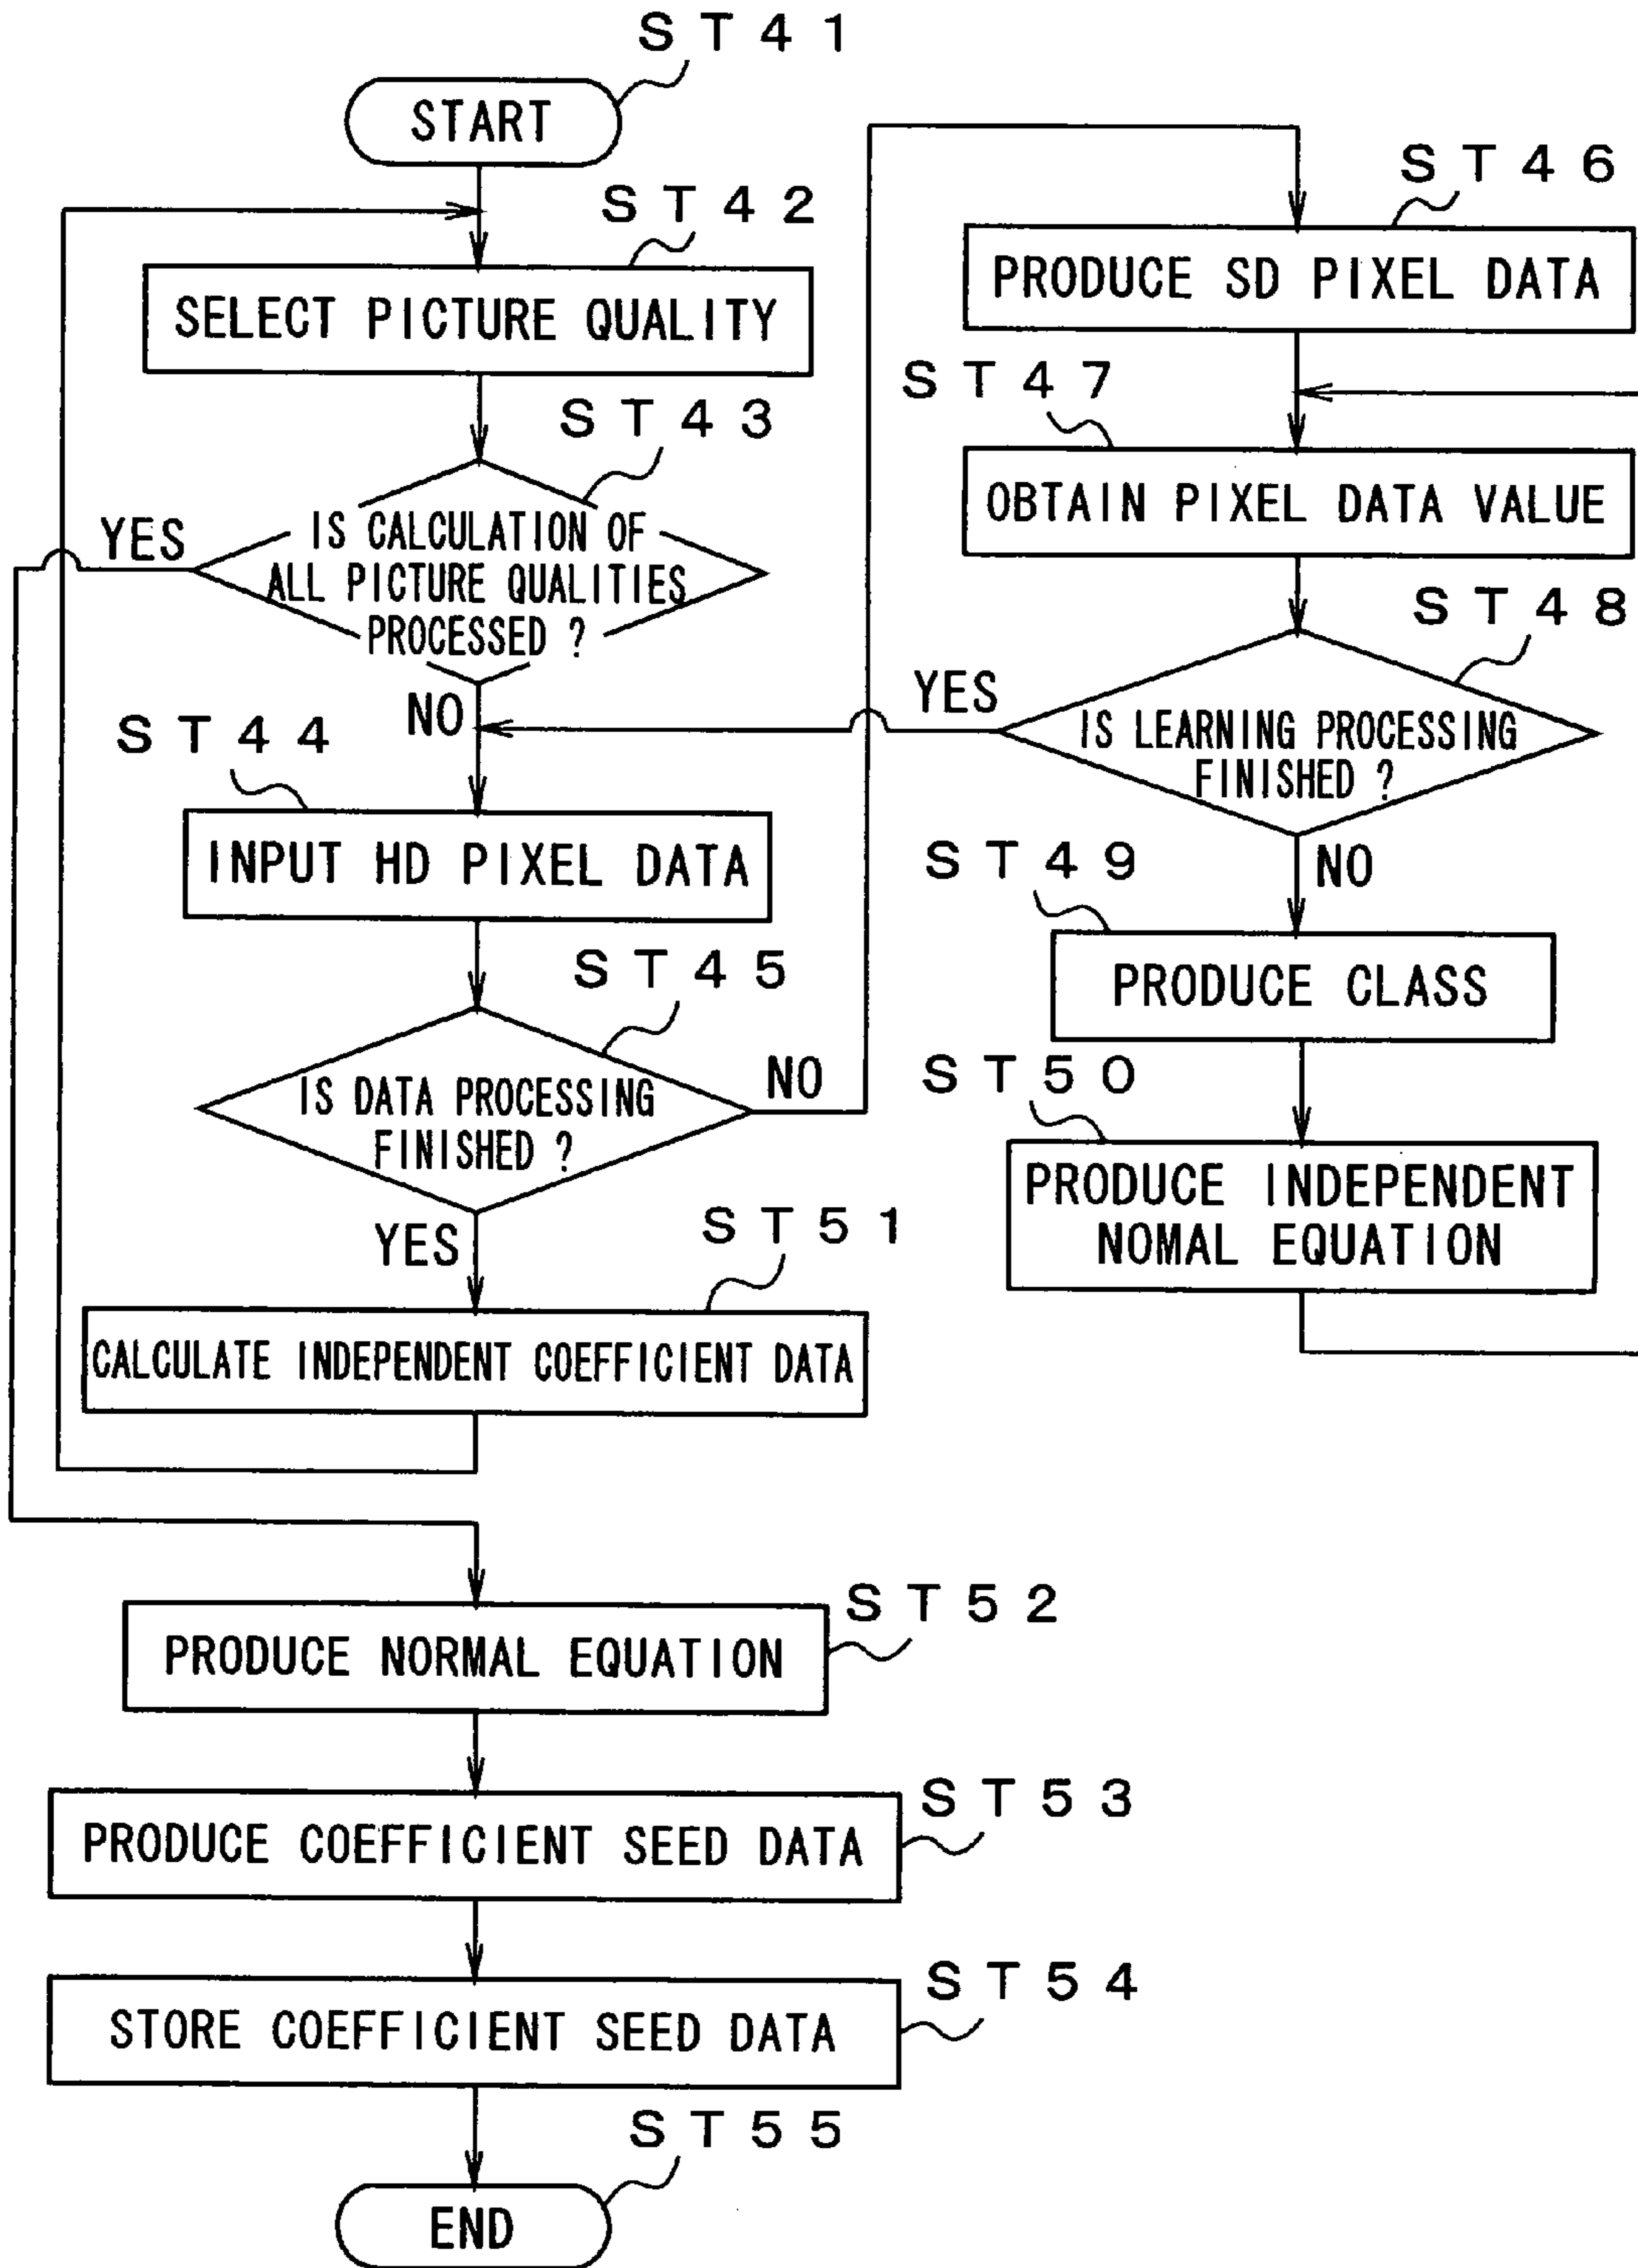 ST41
START
ST42
SELECT PICTURE QUALITY
ST43
YES
IS CALCULATION OF
ALL PICTURE QUALITIES
PROCESSED ?
NO
ST44
INPUT HD PIXEL DATA
ST45
IS DATA PROCESSING
FINISHED ?
NO
YES
ST51
CALCULATE INDEPENDENT COEFFICIENT DATA
ST46
PRODUCE SD PIXEL DATA
ST47
OBTAIN PIXEL DATA VALUE
ST48
YES
IS LEARNING PROCESSING
FINISHED ?
NO
ST49
PRODUCE CLASS
ST50
PRODUCE INDEPENDENT
NOMAL EQUATION
ST52
PRODUCE NORMAL EQUATION
ST53
PRODUCE COEFFICIENT SEED DATA
ST54
STORE COEFFICIENT SEED DATA
ST55
END